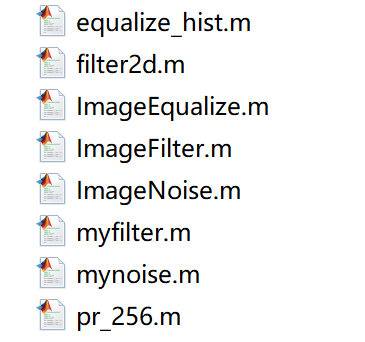 equalize_hist.m
filter2d.m
ImageEqualize.m
ImageFilter.m
ImageNoise.m
myfilter.m
mynoise.m
pr_256.m